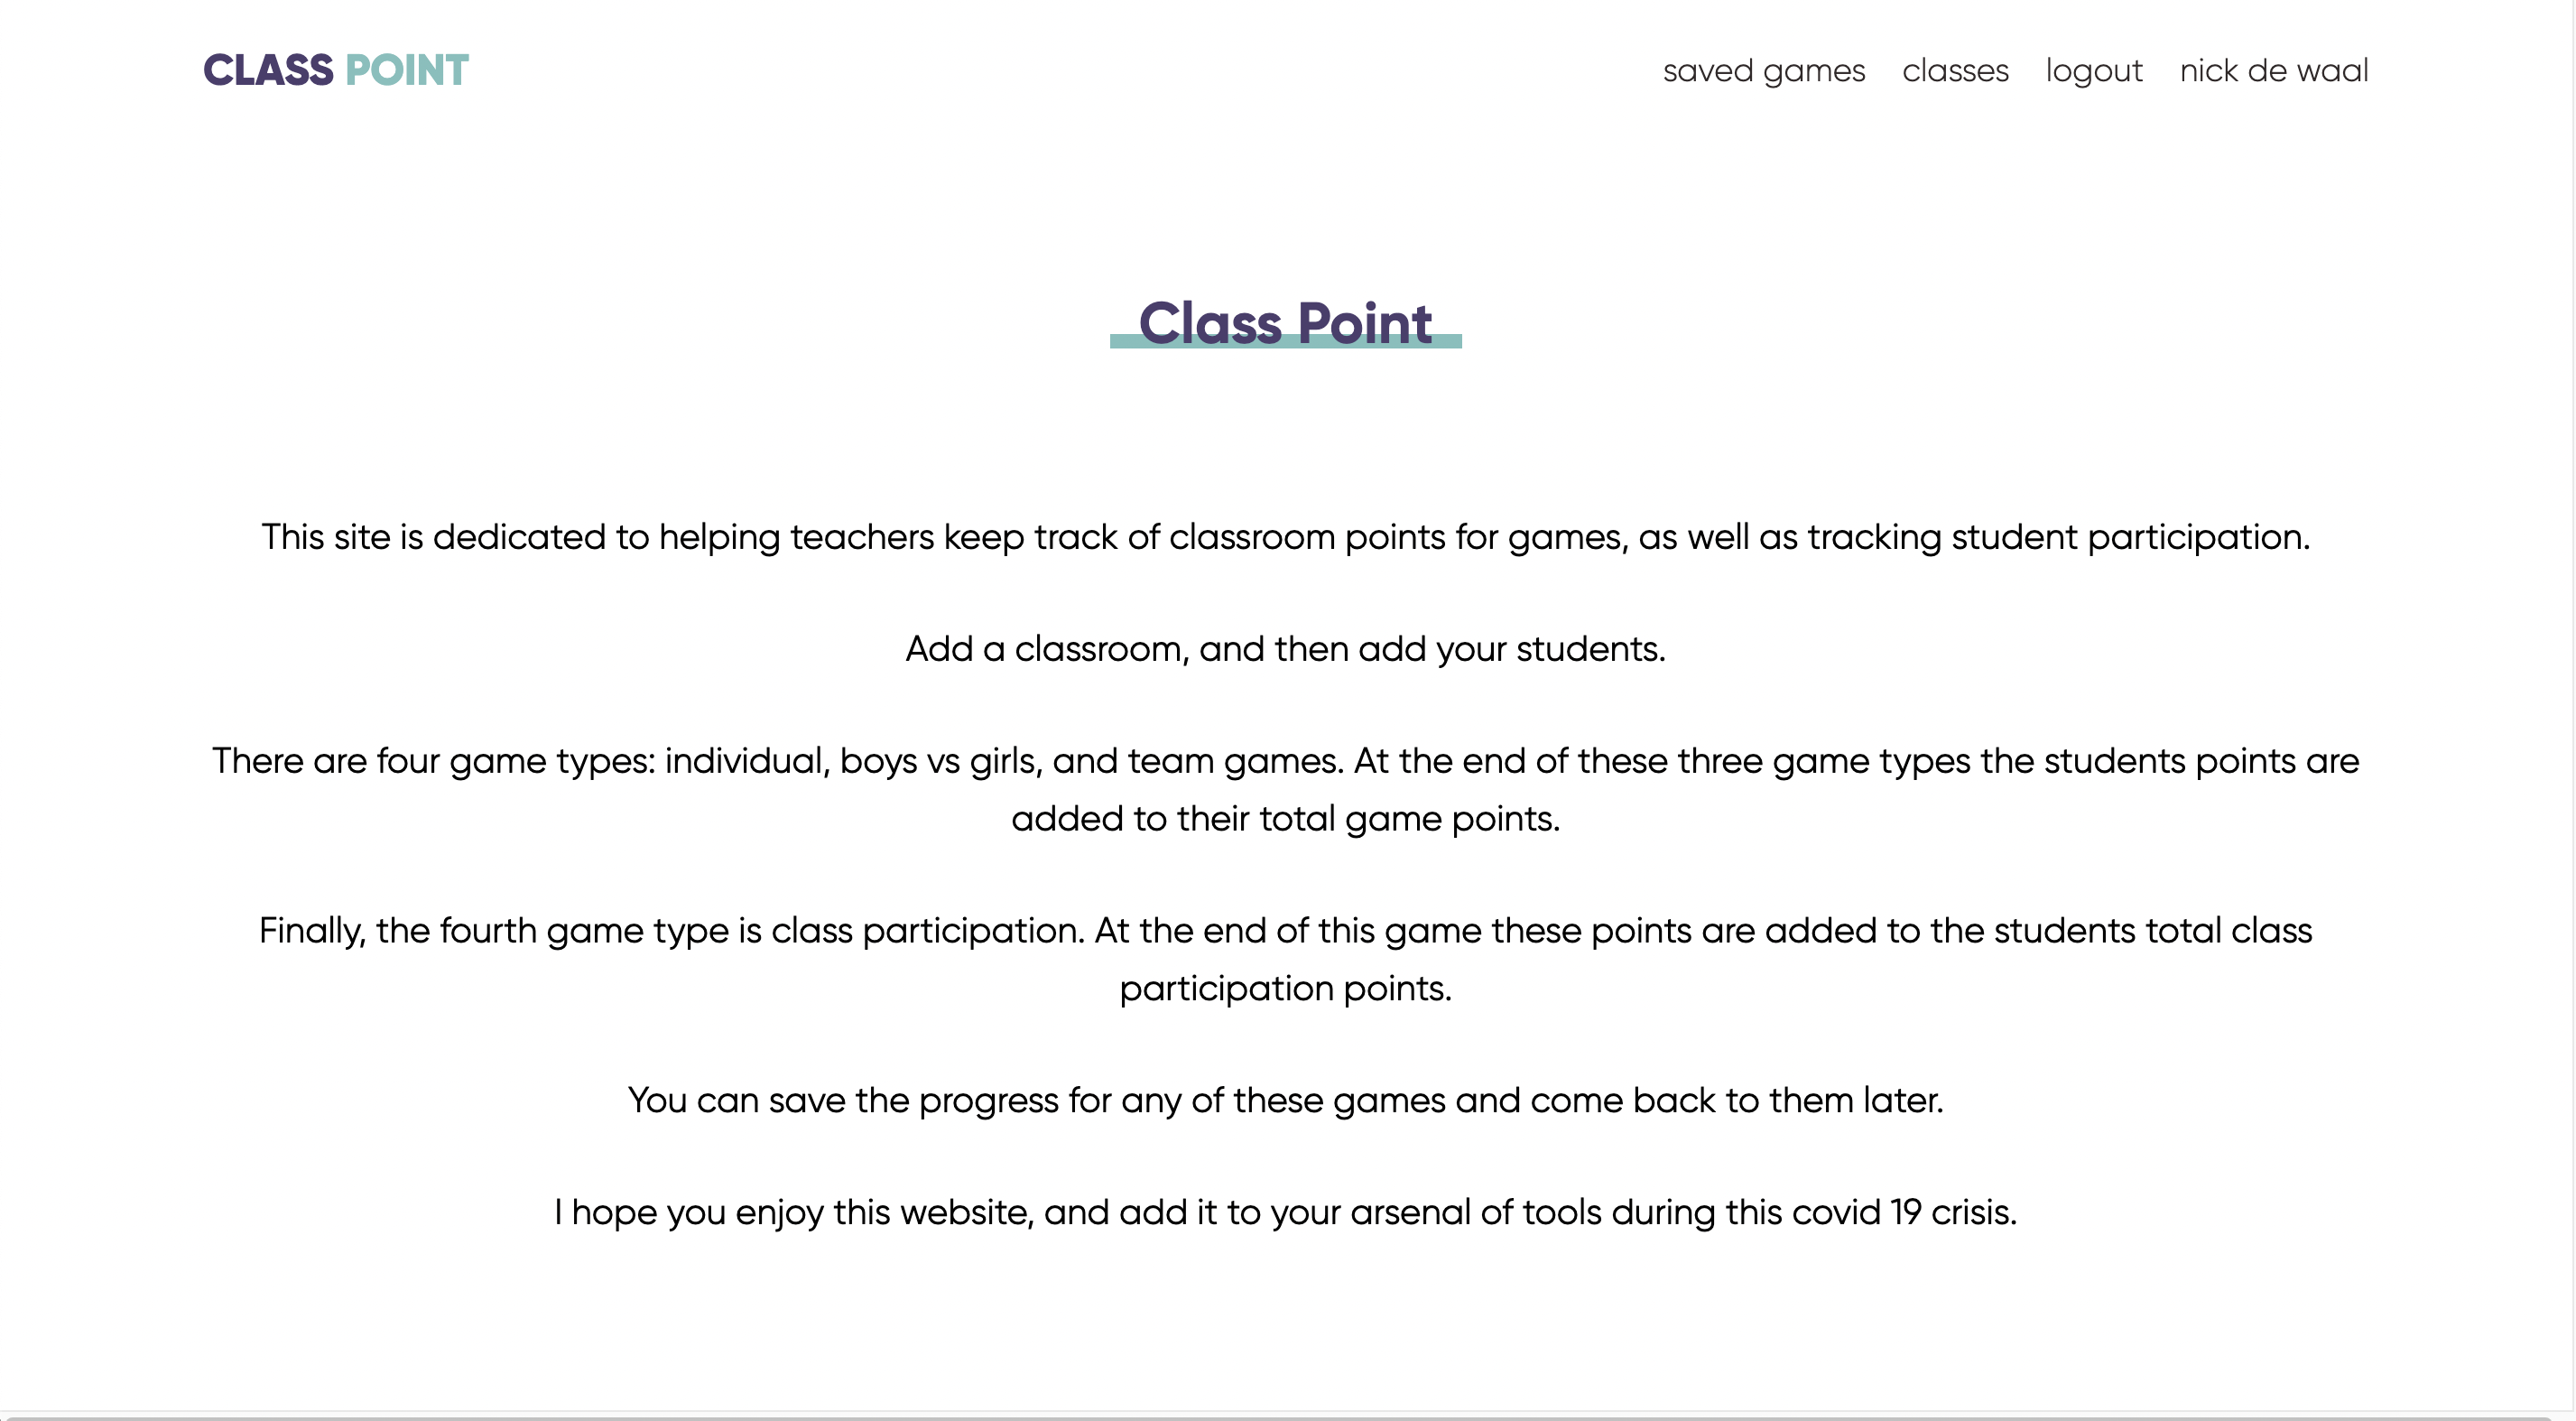 CLASS POINT
saved games classes logout nick de waal
Class Point
This site is dedicated to helping teachers keep track of classroom points for games, as well as tracking student participation.
Add a classroom, and then add your students.
There are four game types: individual, boys vs girls, and team games. At the end of these three game types the students points are
added to their total game points.
Finally, the fourth game type is class participation. At the end of this game these points are added to the students total class
participation points.
You can save the progress for any of these games and come back to them later.
I hope you enjoy this website, and add it to your arsenal of tools during this covid 19 crisis.